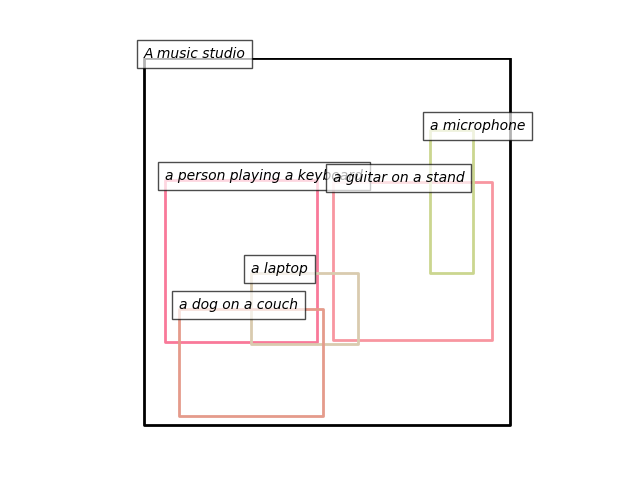 A music studio
a microphone
a person playing a keyboard
a guitar on a stand
a laptop
a dog on a couch